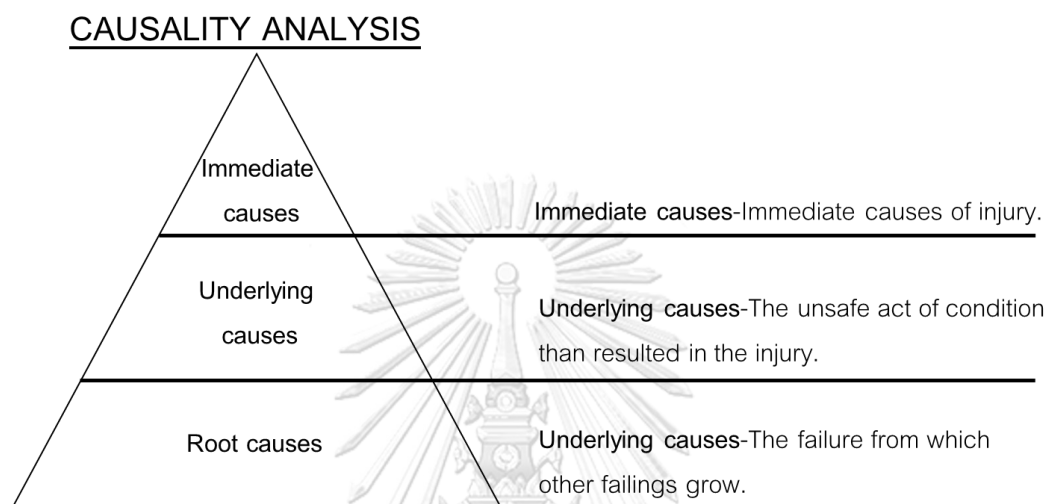 CAUSALITY ANALYSIS
Immediate
causes
Immediate causes-Immediate causes of injury.
Underlying
causes
Underlying causes-The unsafe act of condition
than resulted in the injury.
Root causes
Underlying causes-The failure from which
other failings grow.